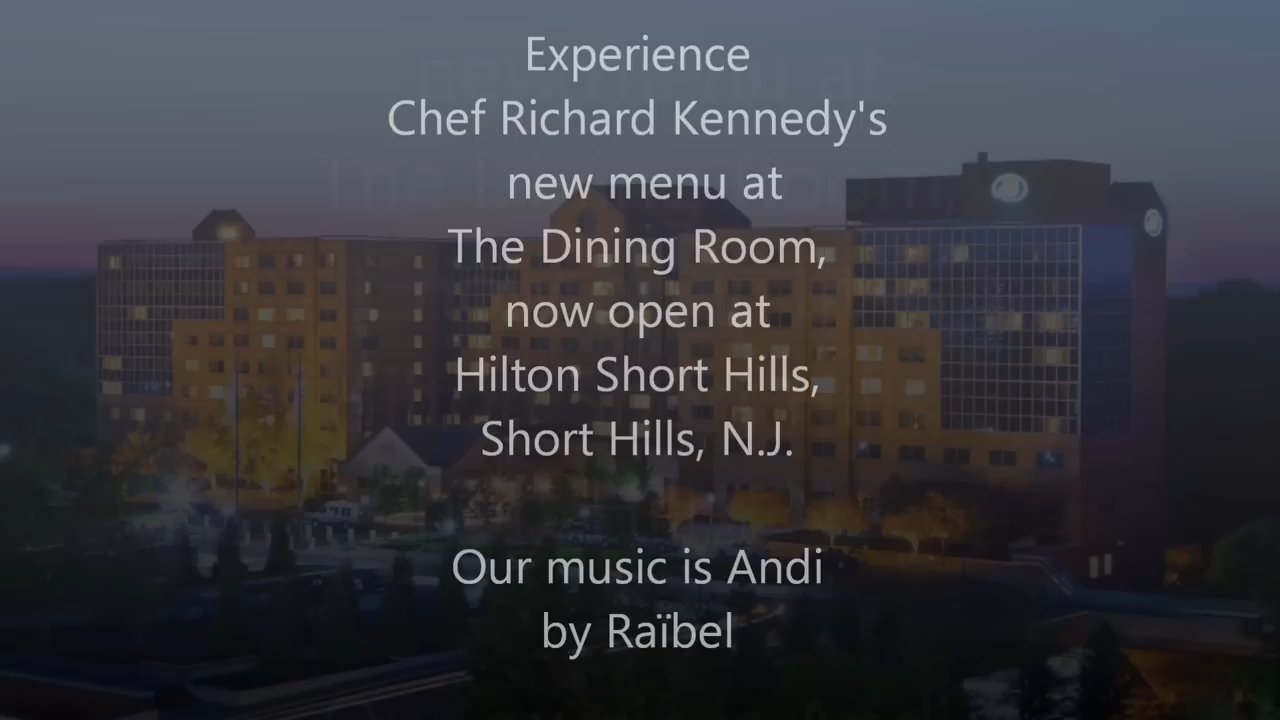 Experience
Chef Richard Kennedy's
new menu at
The Dining Room,
now open at
Hilton Short Hills,
Short Hills, N.J.
Our music is Andi
by Raïbel